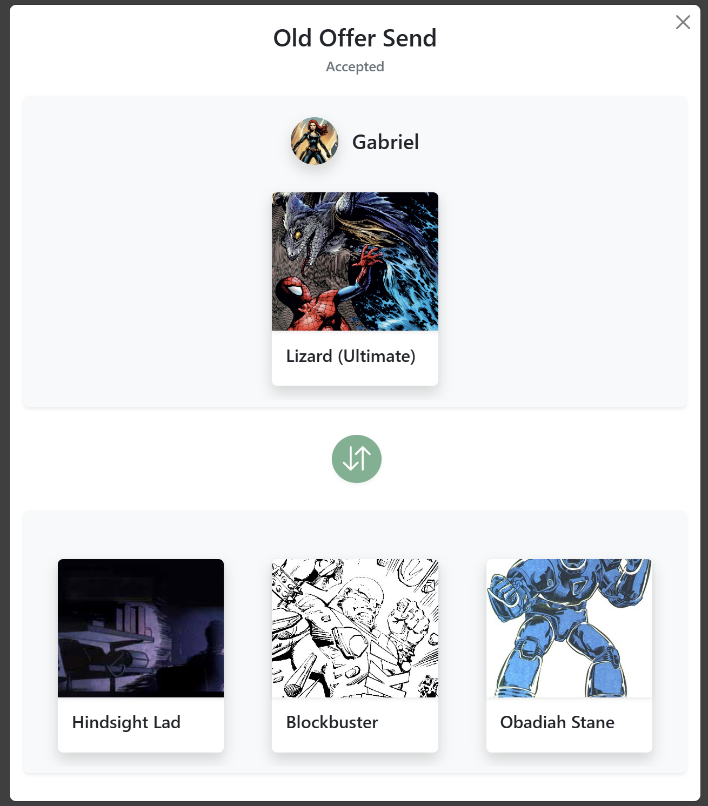 Old Offer Send
Accepted
Gabriel
Lizard (Ultimate)
Hindsight Lad
Blockbuster
Obadiah Stane